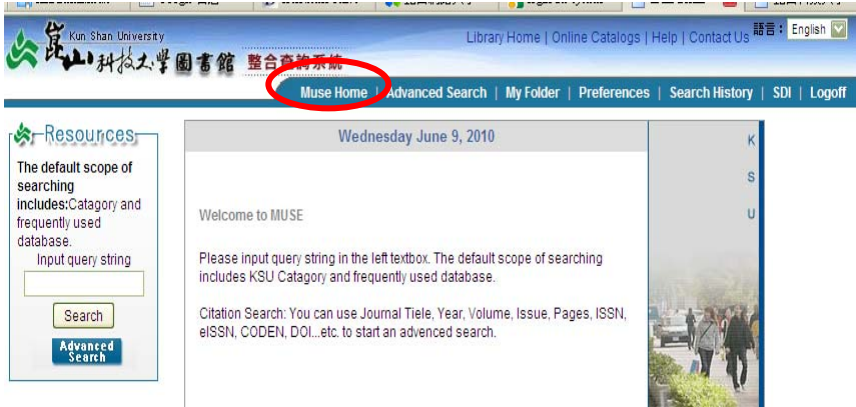 Kun Shan University
崑山科技大學 圖書館 整合查詢系統
Library Home | Online Catalogs | Help | Contact Us 語言: English
Muse Home | Advanced Search | My Folder | Preferences | Search History | SDI | Logoff
Resources
The default scope of
searching
includes:Catagory and
frequently used
database.
Input query string
Search
Advanced
Search
Wednesday June 9, 2010
Welcome to MUSE
Please input query string in the left textbox. The default scope of searching
includes KSU Catagory and frequently used database.
Citation Search: You can use Journal Tiele, Year, Volume, Issue, Pages, ISSN,
eISSN, CODEN, DOI...etc. to start an advanced search.
K
S
U